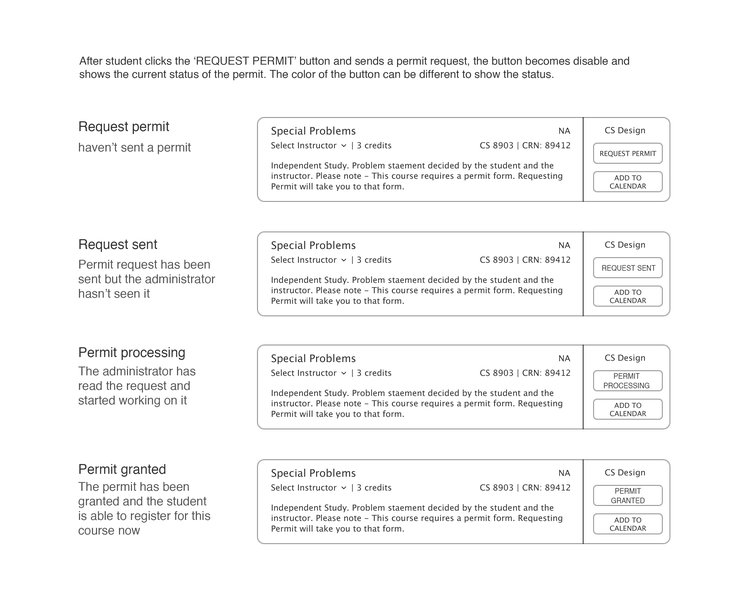 After student clicks the ‘REQUEST PERMIT’ button and sends a permit request, the button becomes disable and
shows the current status of the permit. The color of the button can be different to show the status.
Request permit
haven’t sent a permit
Special Problems NA
Select Instructor | 3 credits CS 8903 | CRN: 89412
Independent Study. Problem staement decided by the student and the
instructor. Please note – This course requires a permit form. Requesting
Permit will take you to that form.
CS Design
REQUEST PERMIT
ADD TO
CALENDAR
Request sent
Permit request has been
sent but the administrator
hasn’t seen it
Special Problems NA
Select Instructor | 3 credits CS 8903 | CRN: 89412
Independent Study. Problem staement decided by the student and the
instructor. Please note – This course requires a permit form. Requesting
Permit will take you to that form.
CS Design
REQUEST SENT
ADD TO
CALENDAR
Permit processing
The administrator has
read the request and
started working on it
Special Problems NA
Select Instructor | 3 credits CS 8903 | CRN: 89412
Independent Study. Problem staement decided by the student and the
instructor. Please note – This course requires a permit form. Requesting
Permit will take you to that form.
CS Design
PERMIT
PROCESSING
ADD TO
CALENDAR
Permit granted
The permit has been
granted and the student
is able to register for this
course now
Special Problems NA
Select Instructor | 3 credits CS 8903 | CRN: 89412
Independent Study. Problem staement decided by the student and the
instructor. Please note – This course requires a permit form. Requesting
Permit will take you to that form.
CS Design
PERMIT
GRANTED
ADD TO
CALENDAR